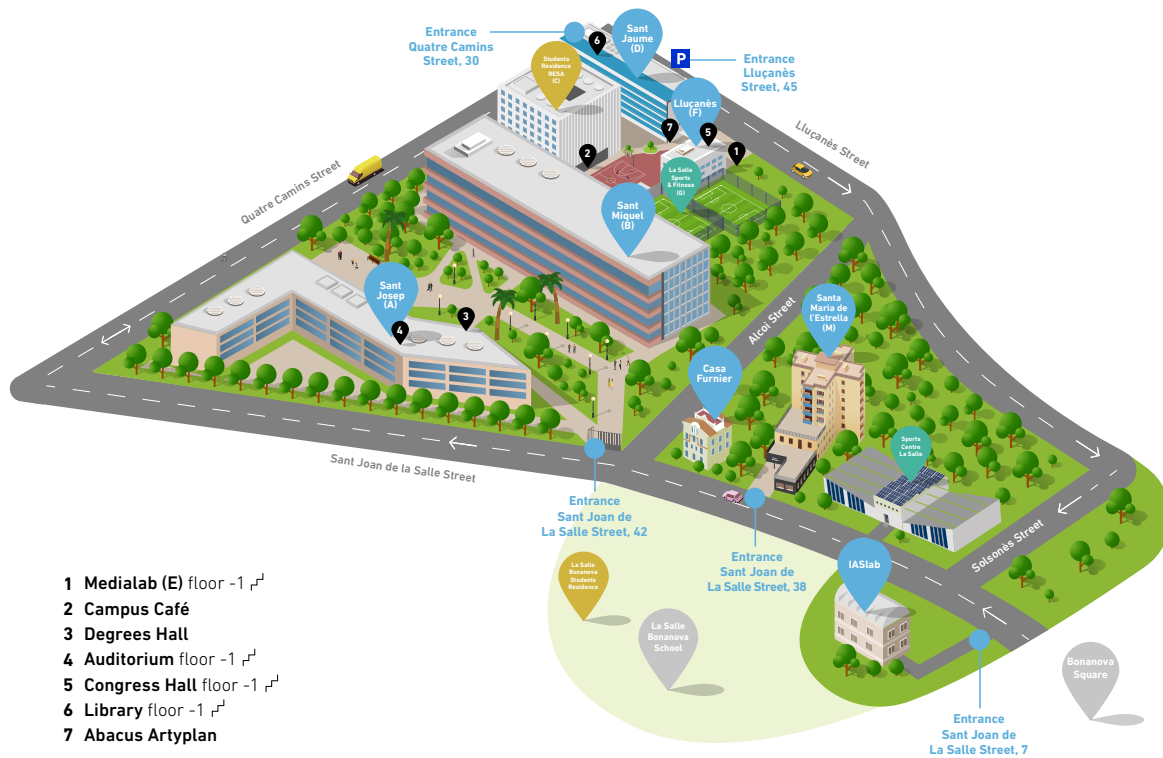 Entrance
Quatre Camins
Street, 30
6
Sant
Jaume
(D)
P
Entrance
Lluçanès
Street, 45
Students
Residence
RESA
(C)
Lluçanès
(F)
7
5
1
2
Lluçanès Street
La Salle
Sports
& Fitness
(G)
Quatre Camins Street
Sant
Miquel
(B)
Sant
Josep
(A)
4
3
Alcoi Street
Santa
Maria de
l'Estrella
(M)
Casa
Furnier
Sports
Centre
La Salle
Sant Joan de la Salle Street
Solsonès Street
Entrance
Sant Joan de
La Salle Street, 42
Entrance
Sant Joan de
La Salle Street, 38
IASlab
La Salle
Bonanova
Students
Residence
La Salle
Bonanova
School
Bonanova
Square
Entrance
Sant Joan de
La Salle Street, 7
1 Medialab (E) floor -1
2 Campus Café
3 Degrees Hall
4 Auditorium floor -1
5 Congress Hall floor -1
6 Library floor -1
7 Abacus Artyplan